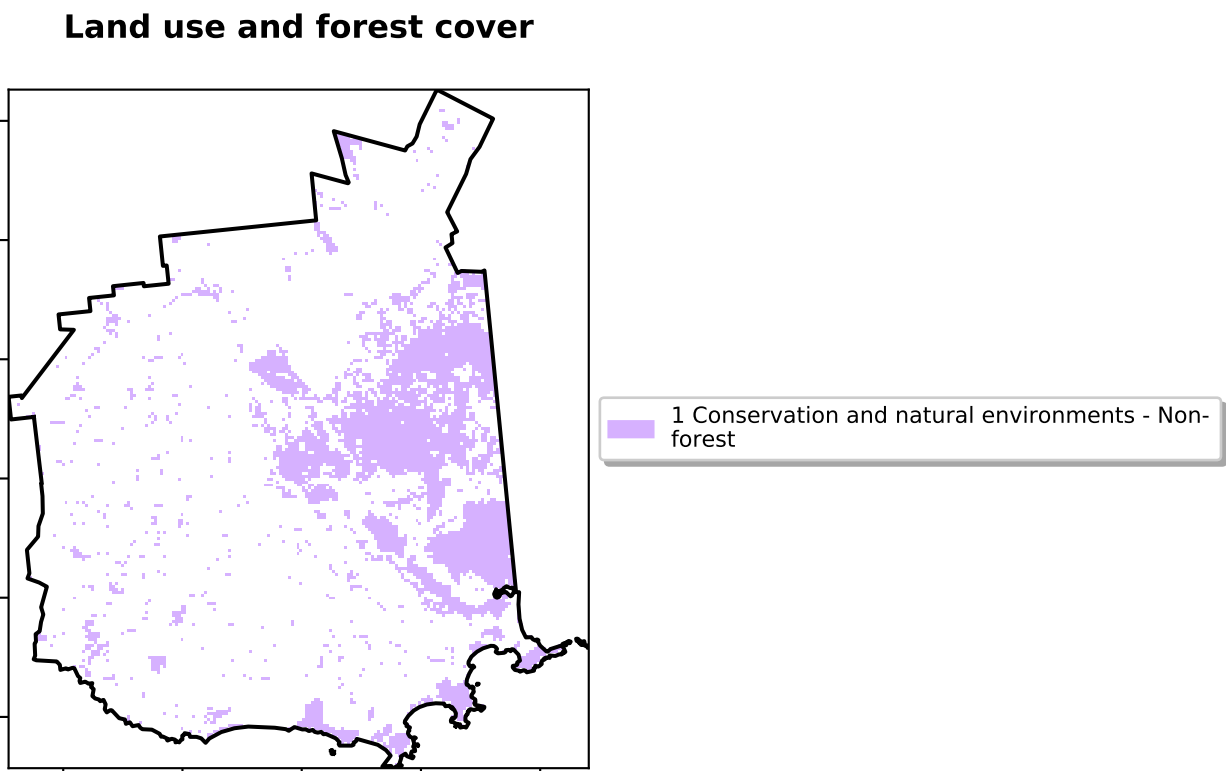 Land use and forest cover
1 Conservation and natural environments - Non-
forest